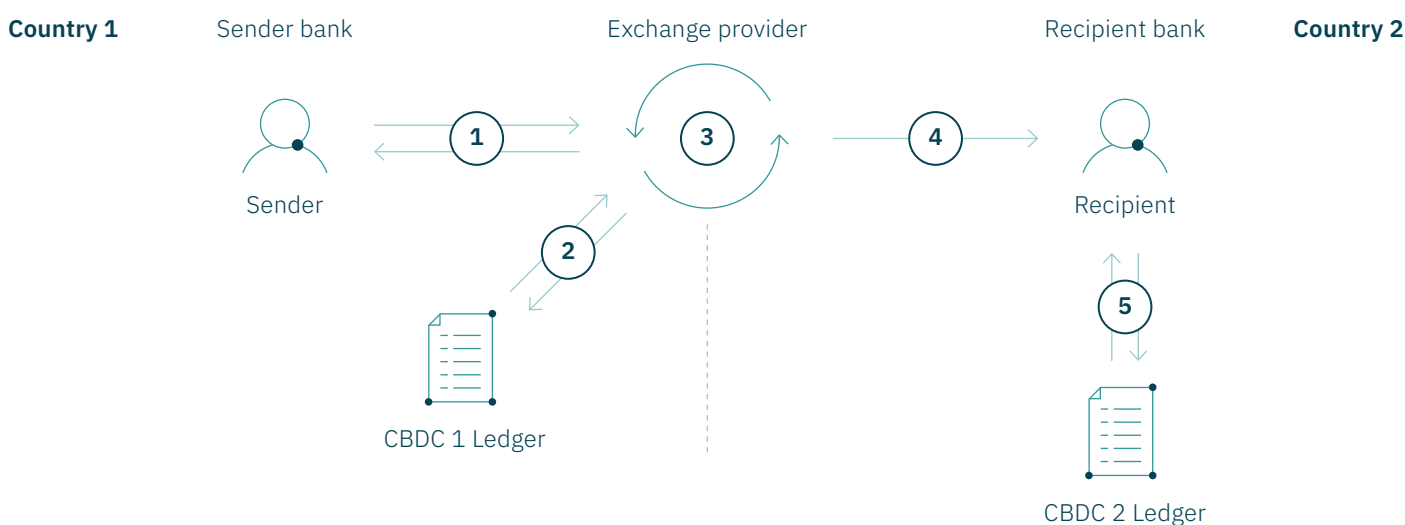 Country 1
Sender bank
Exchange provider
Recipient bank
Country 2
1
3
4
Sender
Recipient
2
5
CBDC 1 Ledger
CBDC 2 Ledger